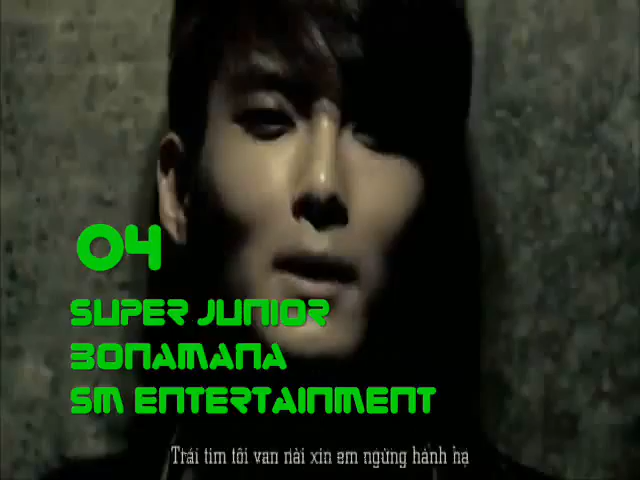 04
SUPER JUNIOR
BONAMANA
SM ENTERTAINMENT
Trái tim tôi van nài xin em ngừng hành hạ